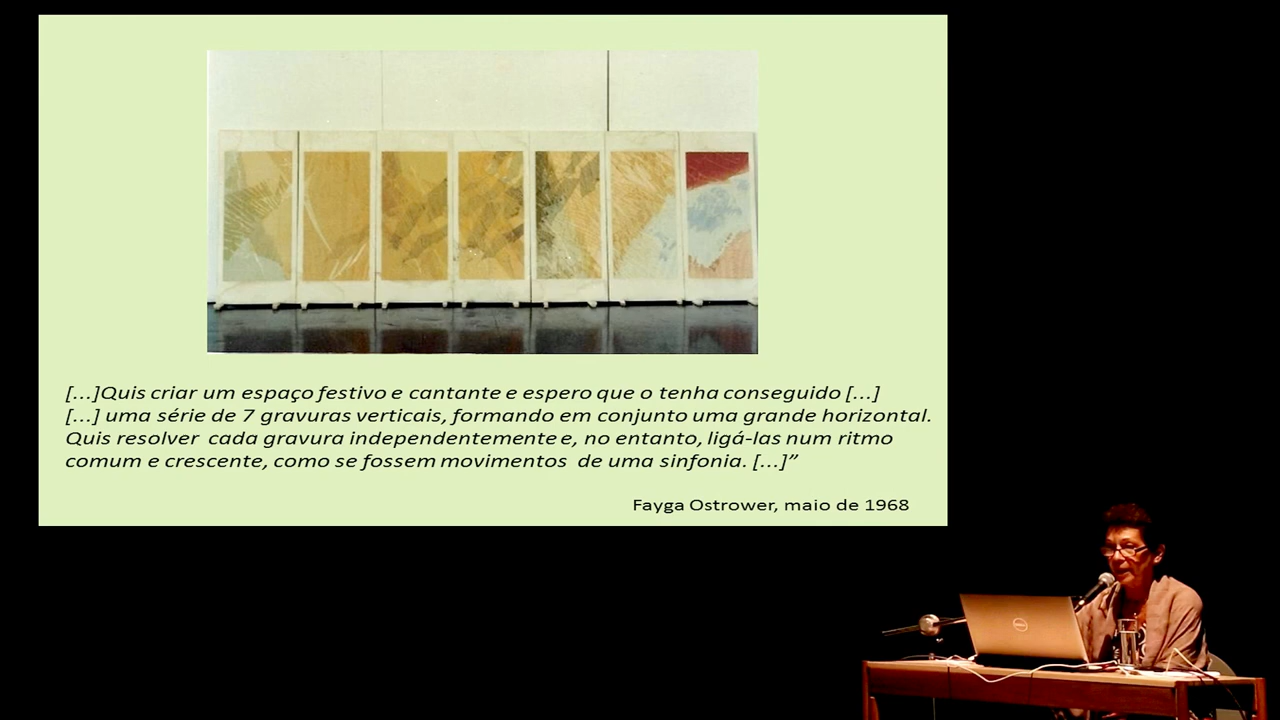 [...]Quis criar um espaço festivo e cantante e espero que o tenha conseguido [...]
[...] uma série de 7 gravuras verticais, formando em conjunto uma grande horizontal.
Quis resolver cada gravura independentemente e, no entanto, ligá-las num ritmo
comum e crescente, como se fossem movimentos de uma sinfonia. [...]”
Fayga Ostrower, maio de 1968
DELL